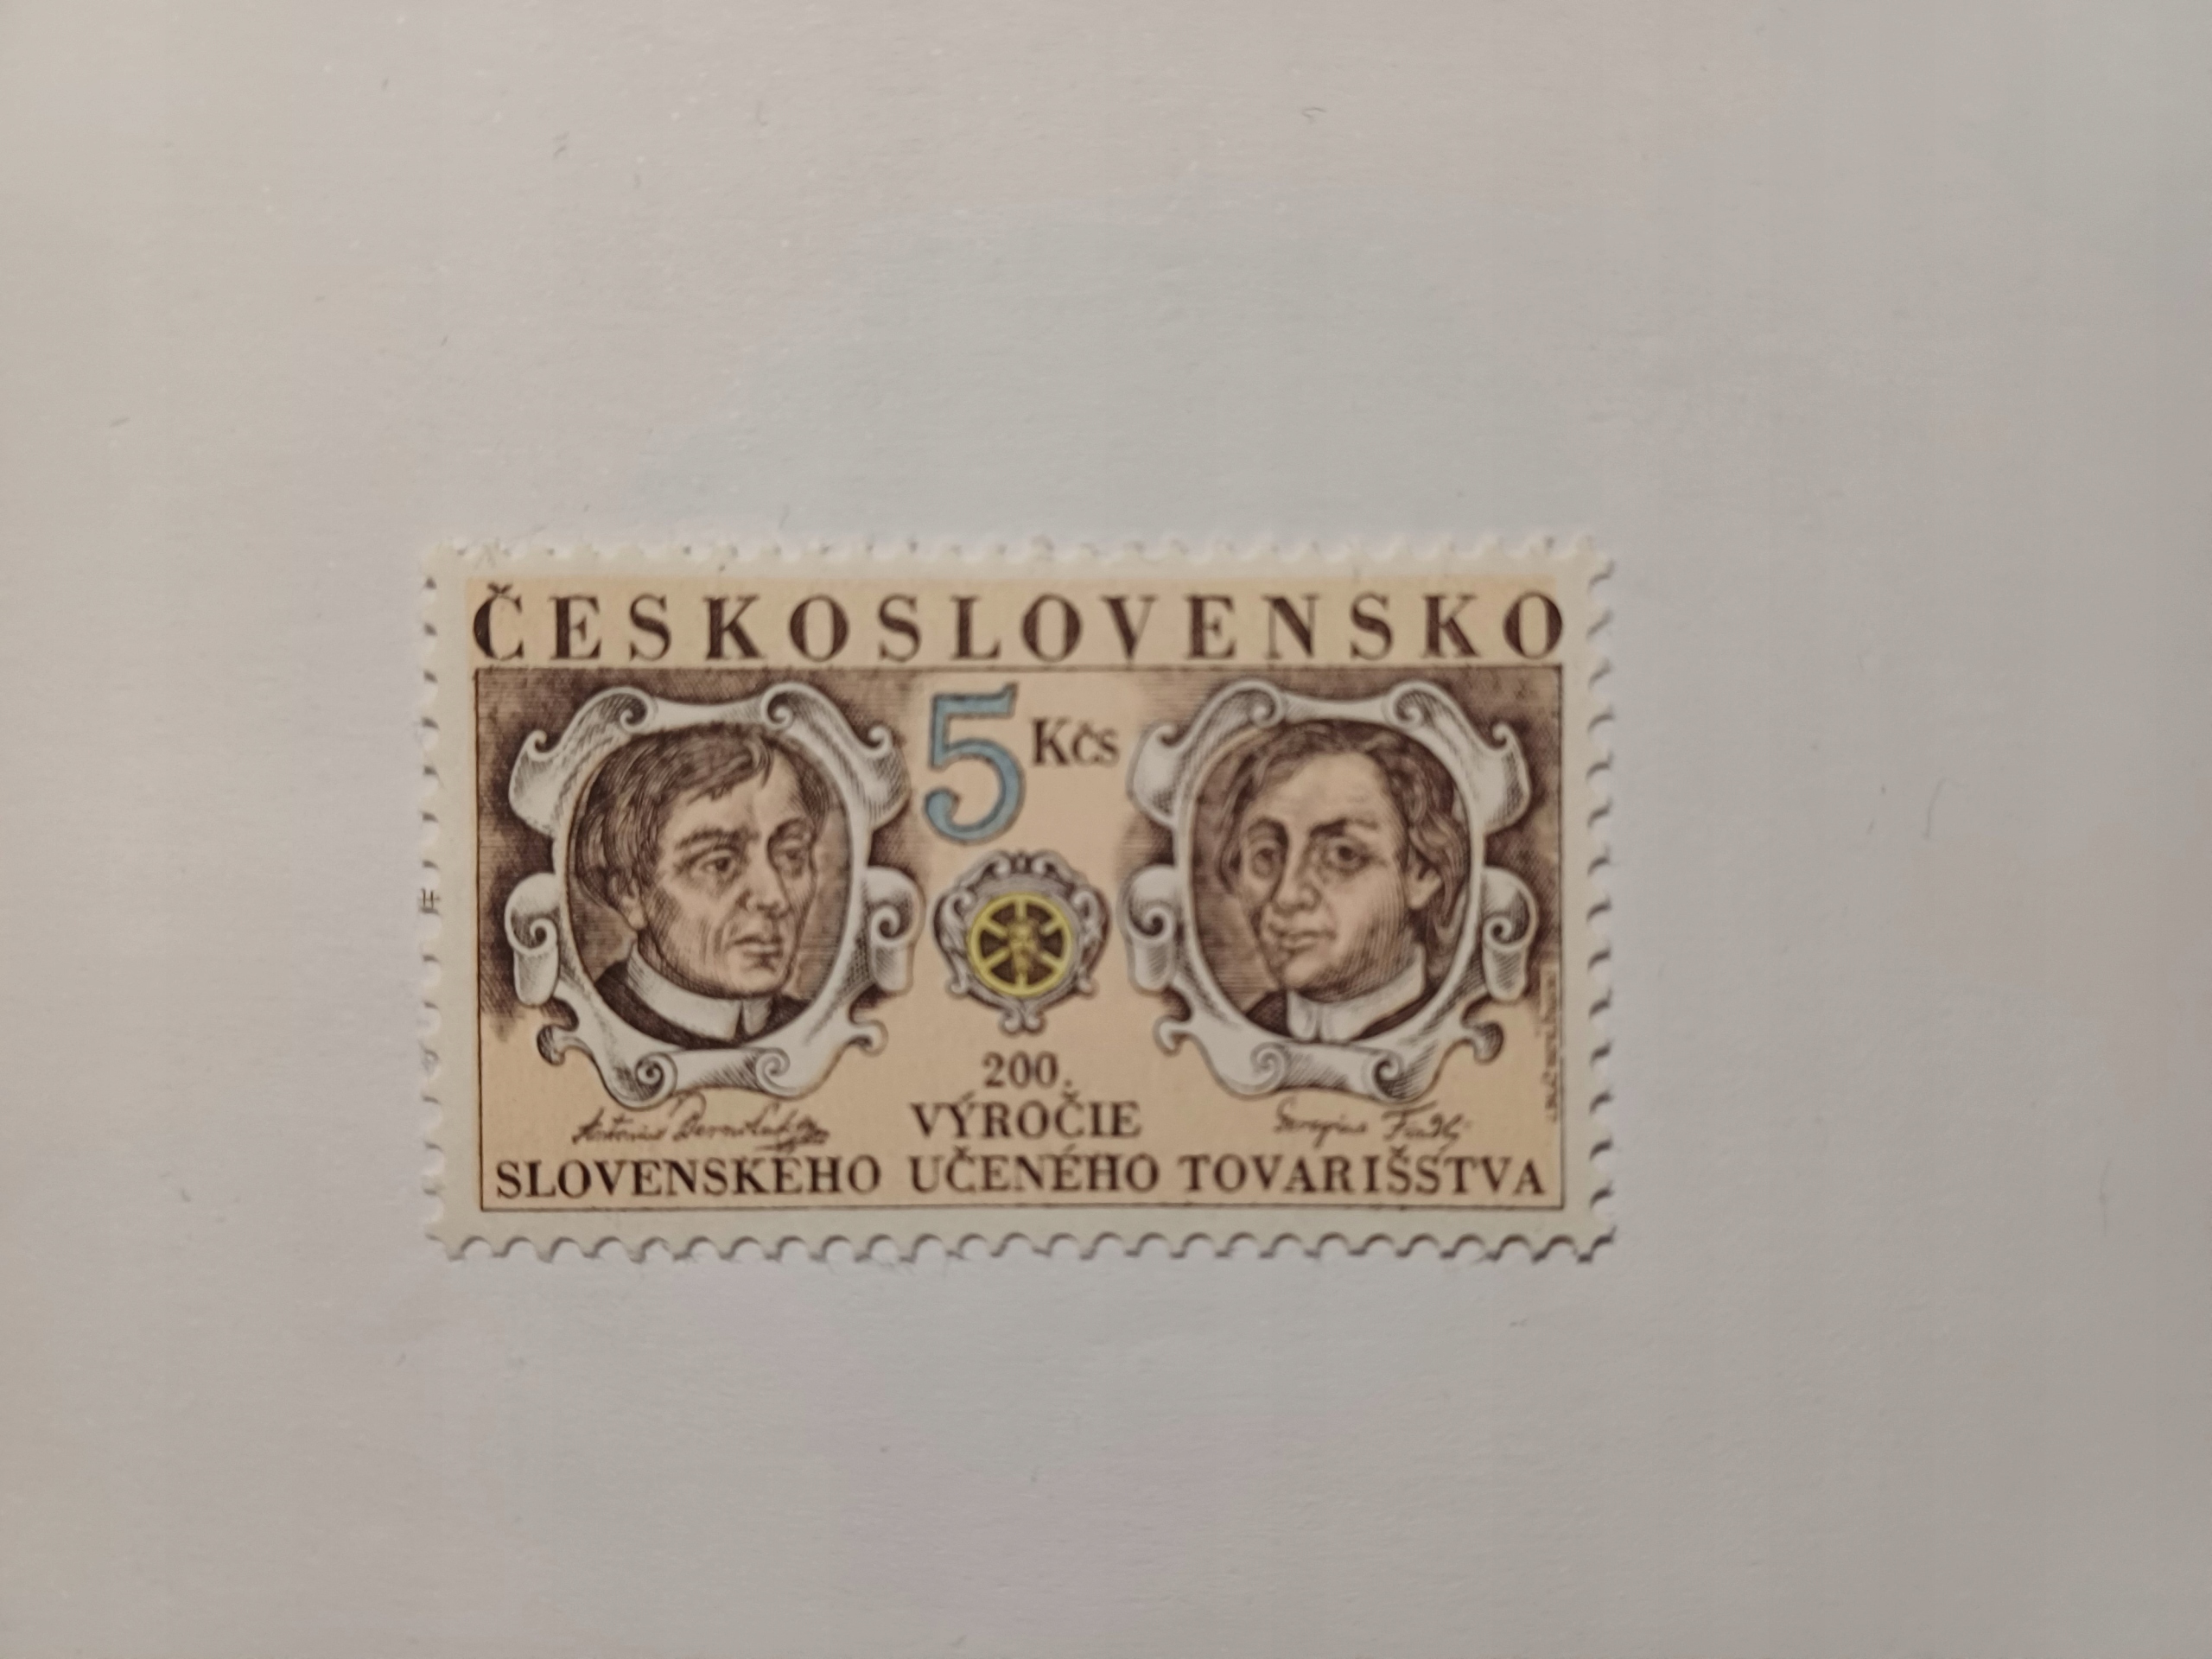 ČESKOSLOVENSKO
5 Kčs
200.
VÝROČIE
SLOVENSKÉHO UČENÉHO TOVARIŠSTVA